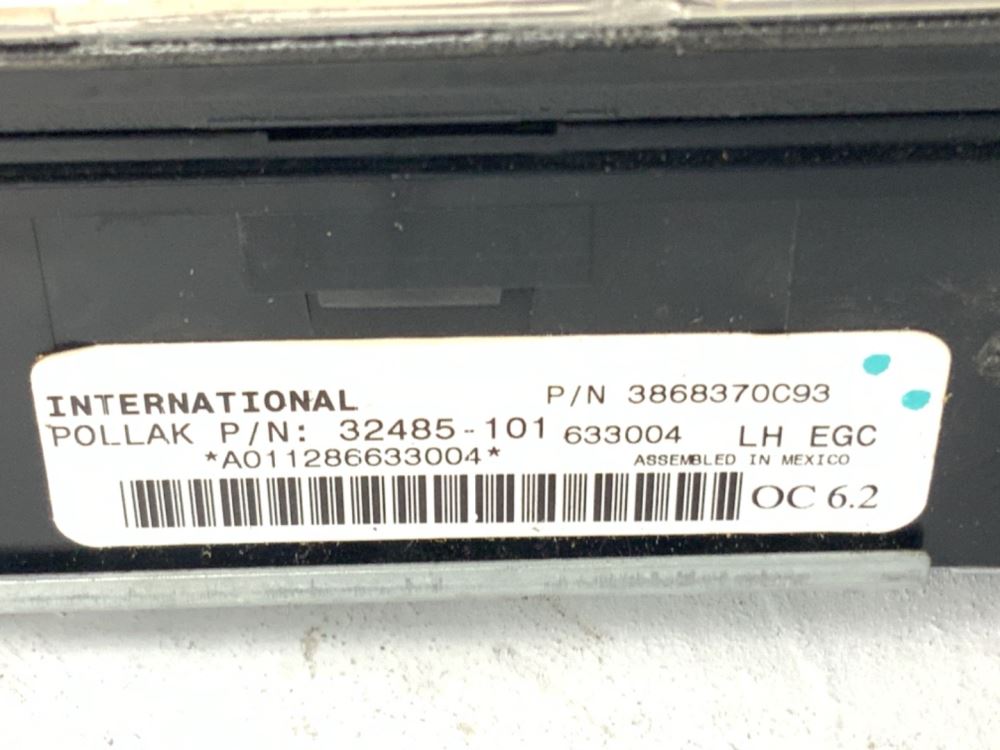 INTERNATIONAL P/N 3868370C93
POLLAK P/N: 32485-101 633004 LH EGC
*A011286633004* ASSEMBLED IN MEXICO
OC 6.2